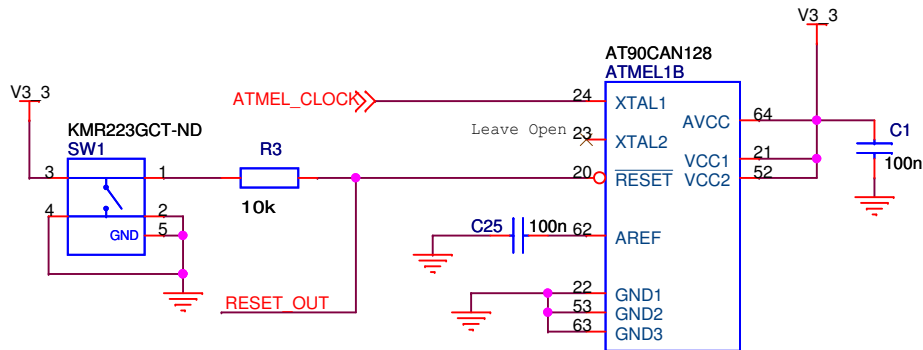 V3_3
AT90CAN128
ATMEL1B
V3_3
ATMEL_CLOCK
24
XTAL1
AVCC
64
C1
100n
KMR223GCT-ND
SW1
Leave Open
23
XTAL2
R3
VCC1
21
3
1
20
RESET
VCC2
52
10k
4
2
GND
5
C25
100n
62
AREF
RESET_OUT
22
GND1
53
GND2
63
GND3